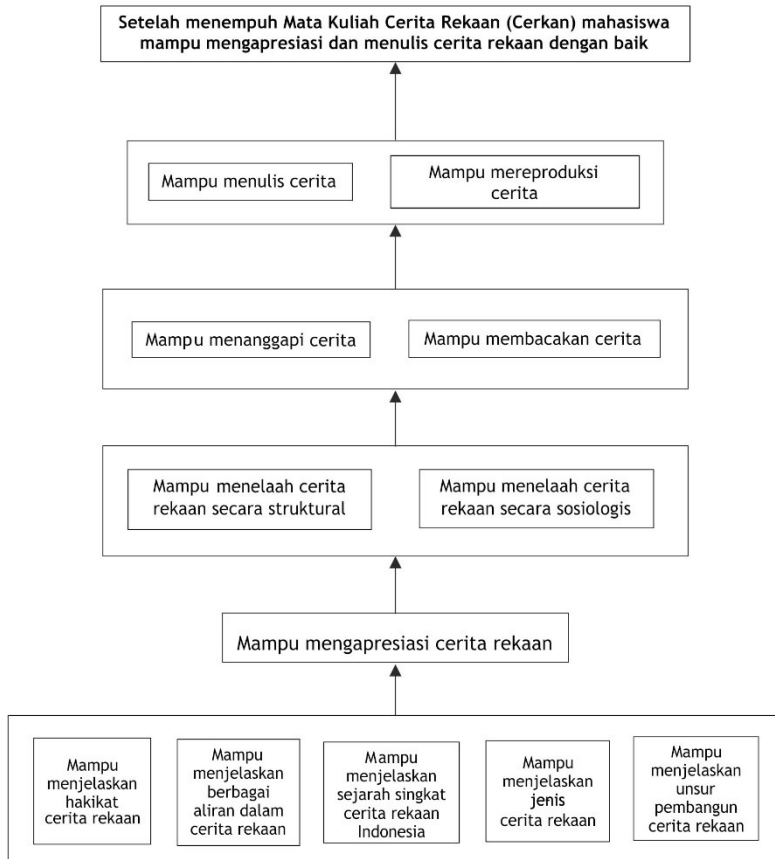 Setelah menempuh Mata Kuliah Cerita Rekaan (Cerkan) mahasiswa
mampu mengapresiasi dan menulis cerita rekaan dengan baik
Mampu menulis cerita
Mampu mereproduksi
cerita
Mampu menanggapi cerita
Mampu membacakan cerita
Mampu menelaah cerita
rekaan secara struktural
Mampu menelaah cerita
rekaan secara sosiologis
Mampu mengapresiasi cerita rekaan
Mampu
menjelaskan
hakikat
cerita rekaan
Mampu
menjelaskan
berbagai
aliran dalam
cerita rekaan
Mampu
menjelaskan
sejarah singkat
cerita rekaan
Indonesia
Mampu
menjelaskan
jenis
cerita rekaan
Mampu
menjelaskan
unsur
pembangun
cerita rekaan